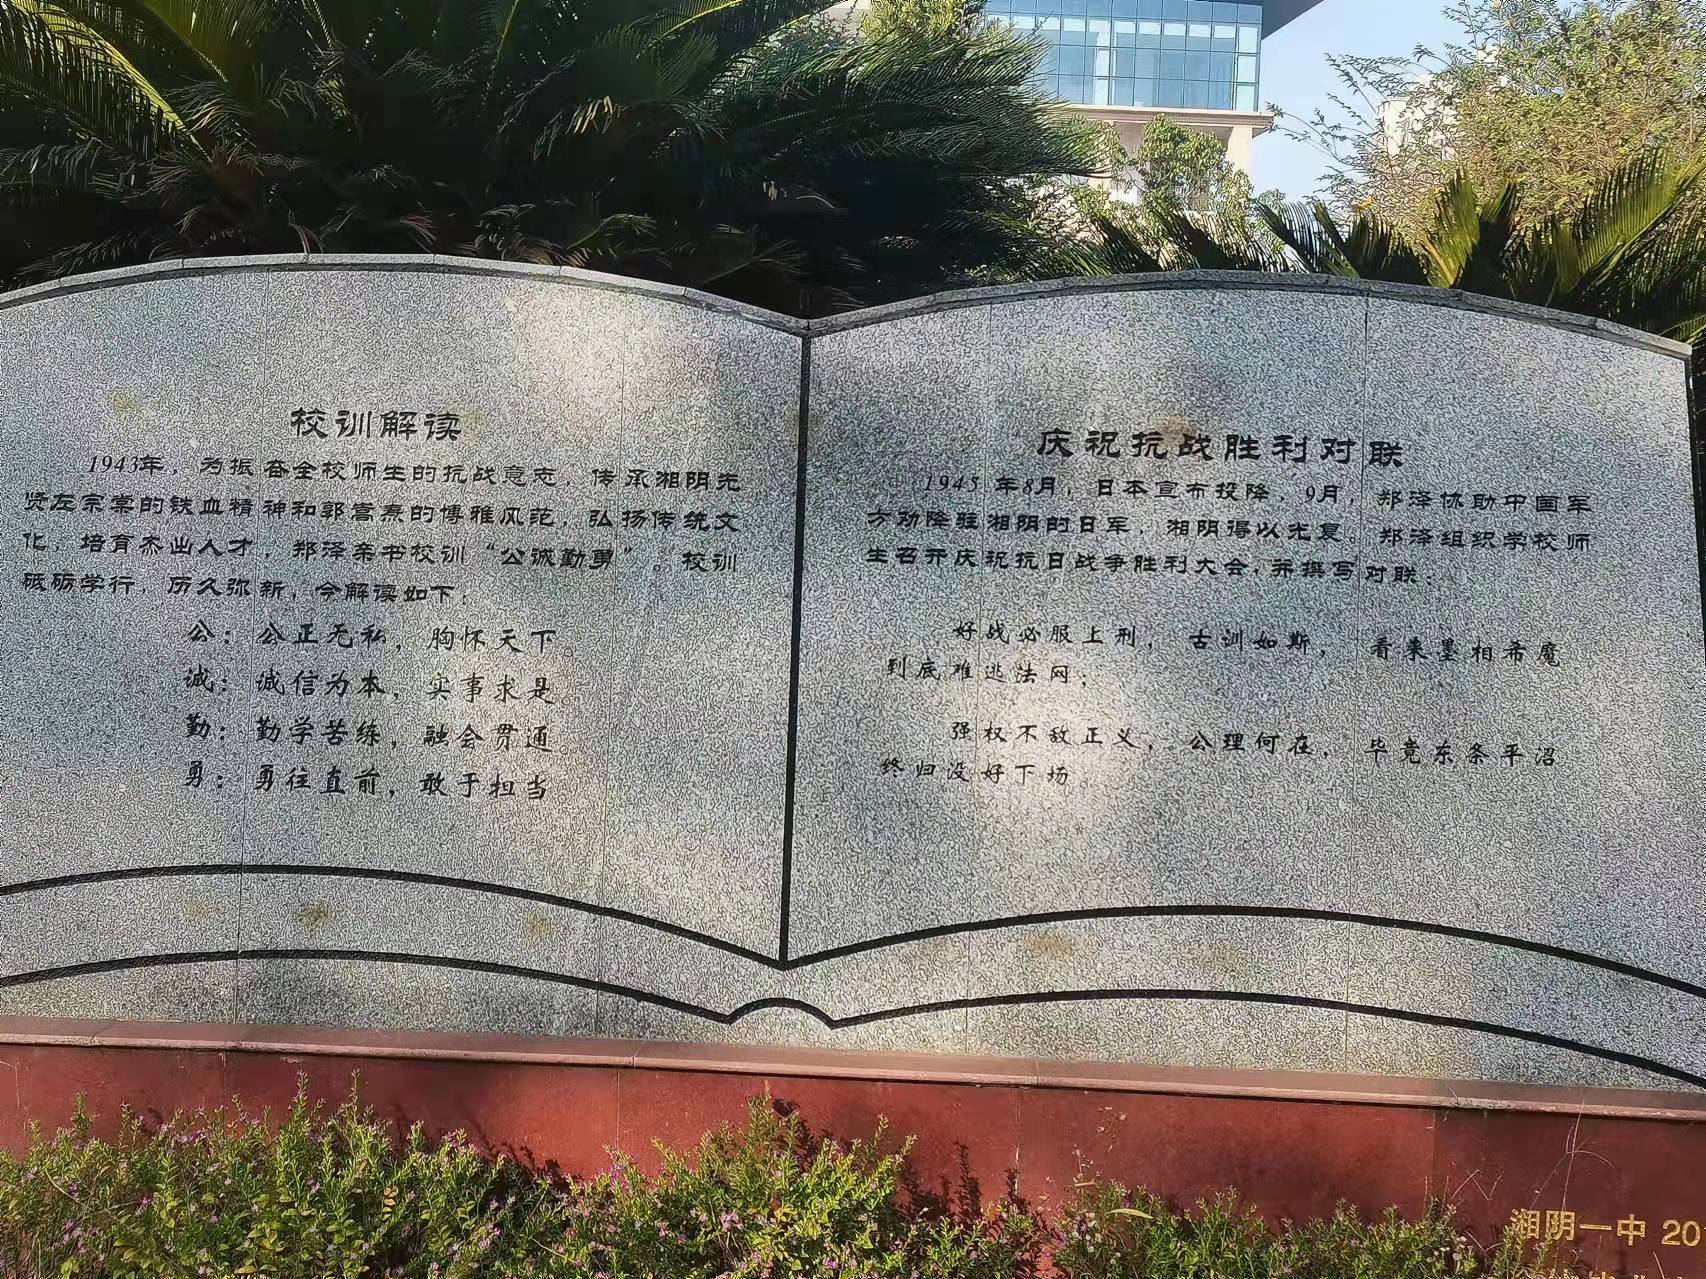 校训解读
1943年，为振奋全校师生的抗战意志，传承湘阴先
贤左宗棠的铁血精神和郭嵩焘的博雅风范，弘扬传统文
化，培育杰出人才，郑泽亲书校训“公诚勤勇”。校训
砥砺学行，历久弥新，今解读如下：
公：公正无私，胸怀天下。
诚：诚信为本，实事求是。
勤：勤学苦练，融会贯通
勇：勇往直前，敢于担当
庆祝抗战胜利对联
1945年8月，日本宣布投降，9月，郑泽协助中国军
方劝降驻湘阴的日军，湘阴得以光复。郑泽组织学校师
生召开庆祝抗日战争胜利大会，并撰写对联：
好战必服上刑，古训如斯，看来墨相希魔
到底难逃法网；
强权不敌正义，公理何在，毕竟东条平沼
终归没好下场。
湘阴一中 20